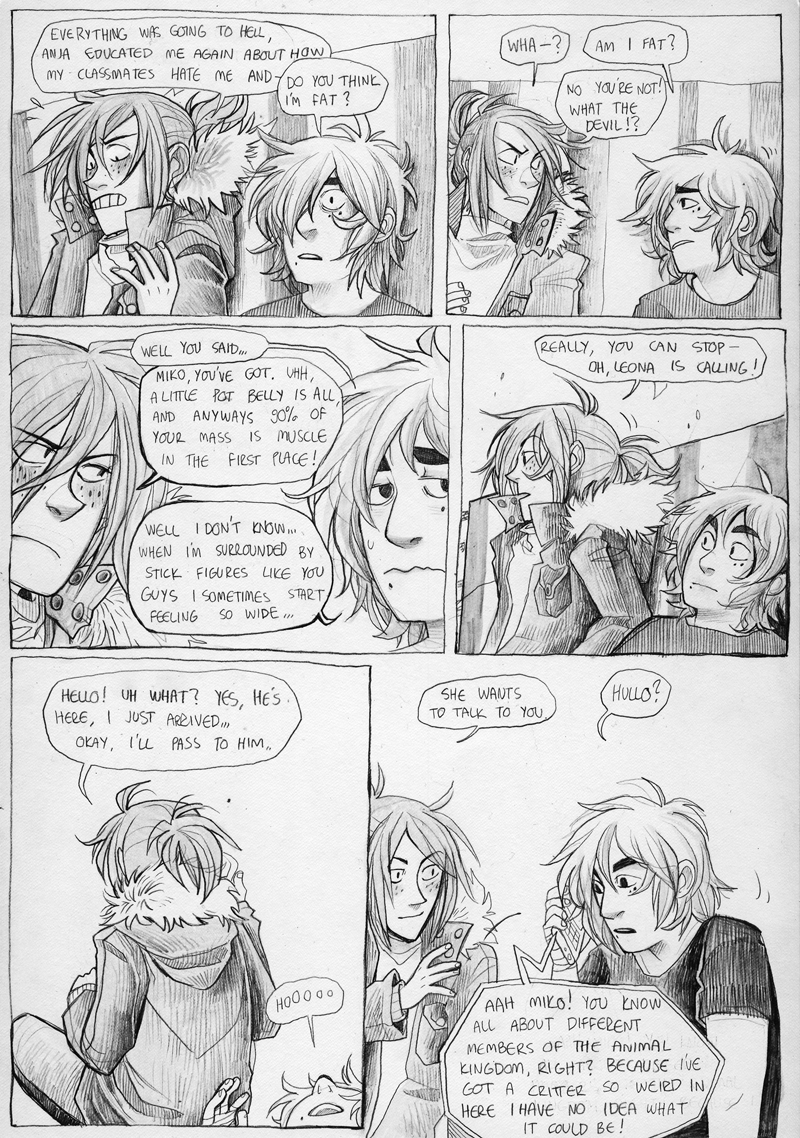 EVERYTHING WAS GOING TO HELL,
ANJA EDUCATED ME AGAIN ABOUT HOW
MY CLASSMATES HATE ME AND-
DO YOU THINK
I'M FAT?
WHA-?
AM I FAT?
NO YOU'RE NOT!
WHAT THE
DEVIL!?
WELL YOU SAID...
MIKO, YOU'VE GOT. UHH,
A LITTLE POT BELLY IS ALL,
AND ANYWAYS 90% OF
YOUR MASS IS MUSCLE
IN THE FIRST PLACE!
WELL I DON'T KNOW...
WHEN I'M SURROUNDED BY
STICK FIGURES LIKE YOU
GUYS I SOMETIMES START
FEELING SO WIDE...
REALLY, YOU CAN STOP-
OH, LEONA IS CALLING!
HELLO! UH WHAT? YES, HE'S
HERE, I JUST ARRIVED...
OKAY, I'LL PASS TO HIM..
HOOOOO
SHE WANTS
TO TALK TO YOU
HULLO?
AAH MIKO! YOU KNOW
ALL ABOUT DIFFERENT
MEMBERS OF THE ANIMAL
KINGDOM, RIGHT? BECAUSE I'VE
GOT A CRITTER SO WEIRD IN
HERE I HAVE NO IDEA WHAT
IT COULD BE!